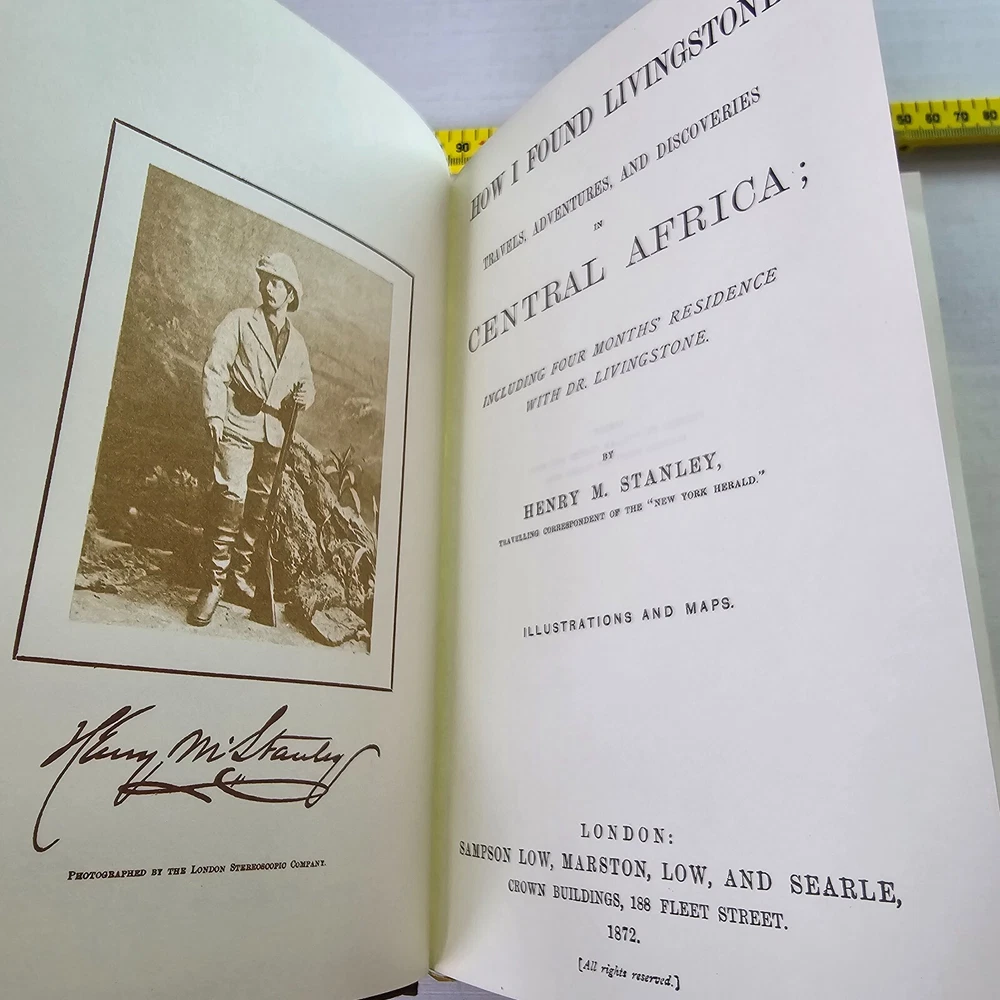 Henry M. Stanley
PHOTOGRAPHED BY THE LONDON STEREOSCOPIC COMPANY.
HOW I FOUND LIVINGSTONE
TRAVELS, ADVENTURES, AND DISCOVERIES
IN
CENTRAL AFRICA;
INCLUDING FOUR MONTHS' RESIDENCE
WITH DR. LIVINGSTONE.
BY
HENRY M. STANLEY,
TRAVELLING CORRESPONDENT OF THE "NEW YORK HERALD."
ILLUSTRATIONS AND MAPS.
LONDON:
SAMPSON LOW, MARSTON, LOW, AND SEARLE,
CROWN BUILDINGS, 188 FLEET STREET.
1872.
[All rights reserved.]
90
50 60 70 80